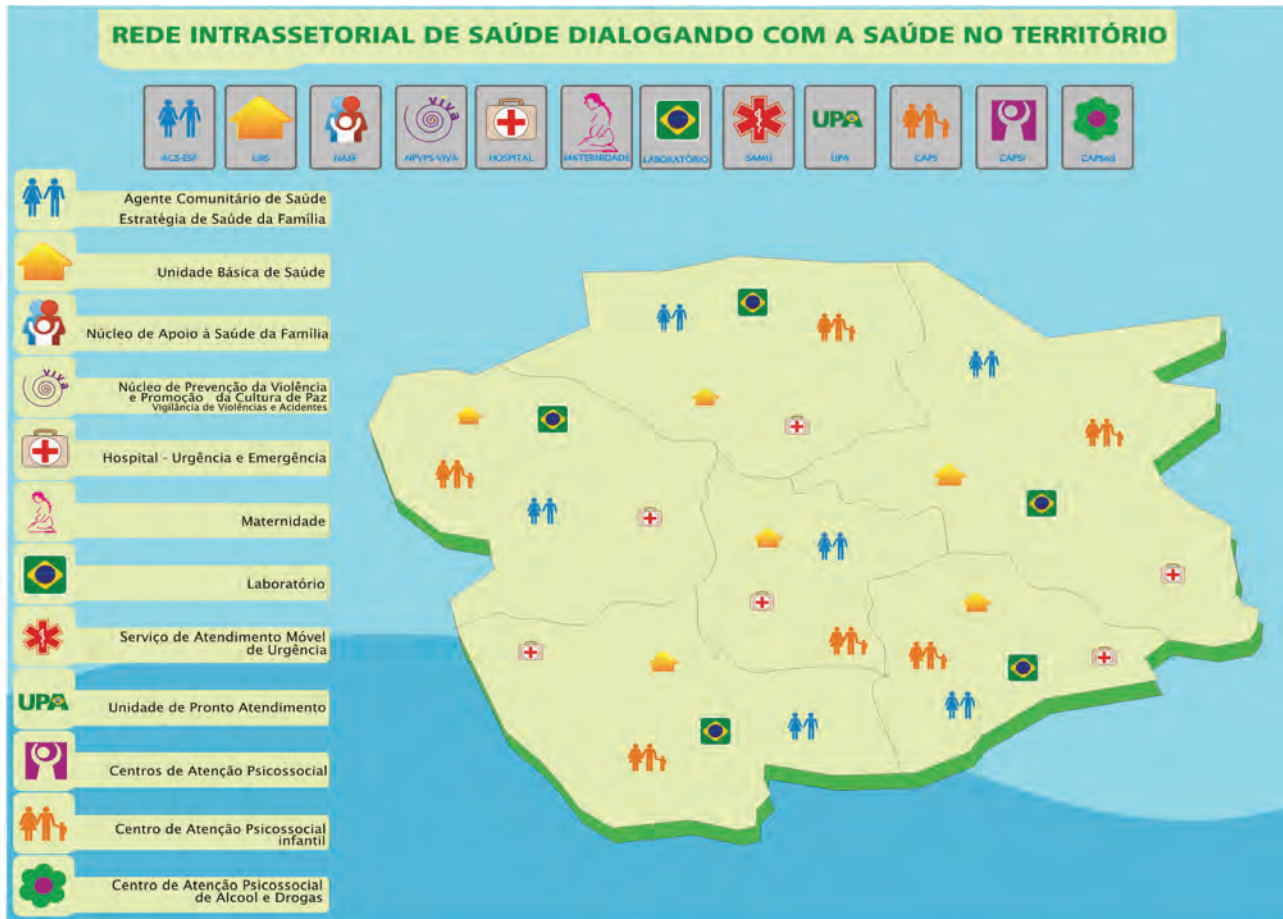 REDE INTRASSETORIAL DE SAÚDE DIALOGANDO COM A SAÚDE NO TERRITÓRIO
ACS-ESF
UBS
NASF
viva
NPVPS-VIVA
HOSPITAL
MATERNIDADE
LABORATÓRIO
SAMU
UPA
UPA
CAPS
CAPSI
CAPSad
Agente Comunitário de Saúde
Estratégia de Saúde da Família
Unidade Básica de Saúde
Núcleo de Apoio à Saúde da Família
viva
Núcleo de Prevenção da Violência
e Promoção da Cultura de Paz
Vigilância de Violências e Acidentes
Hospital - Urgência e Emergência
Maternidade
Laboratório
Serviço de Atendimento Móvel
de Urgência
UPA
Unidade de Pronto Atendimento
Centros de Atenção Psicossocial
Centro de Atenção Psicossocial
infantil
Centro de Atenção Psicossocial
de Alcool e Drogas